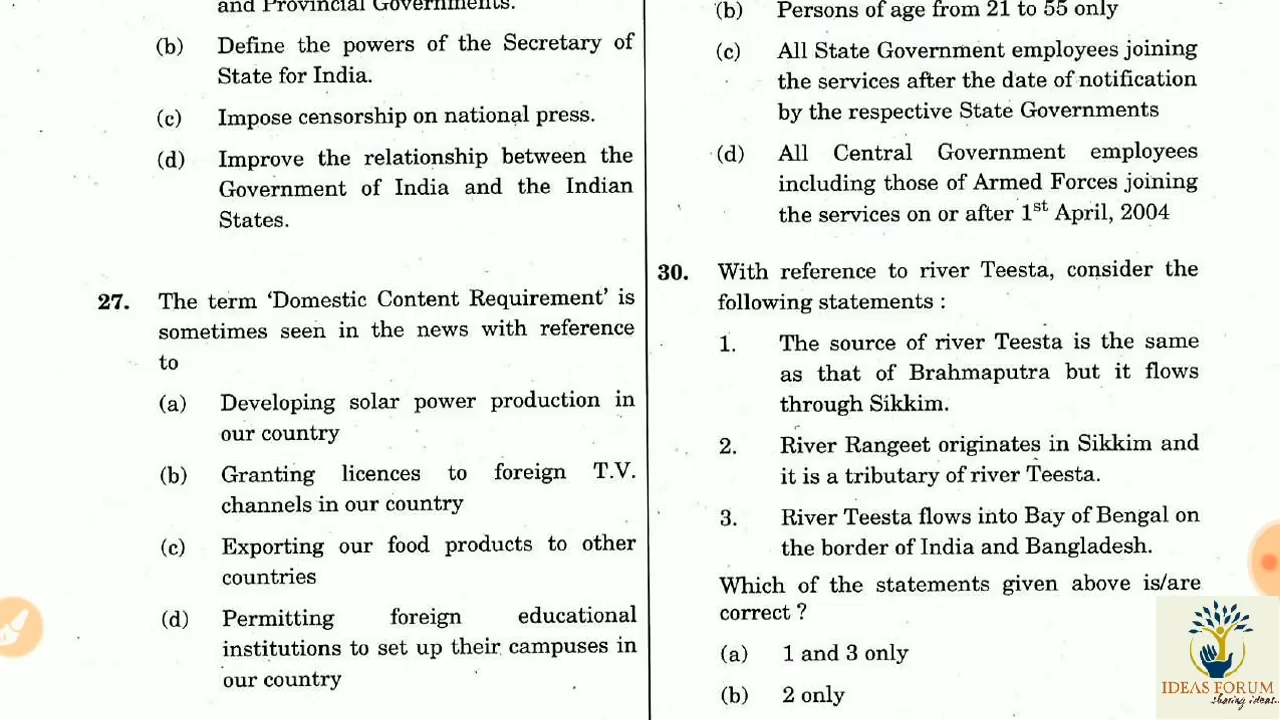 and Provincial Governments.
(b) Define the powers of the Secretary of
State for India.
(c) Impose censorship on national press.
(d) Improve the relationship between the
Government of India and the Indian
States.
27. The term ‘Domestic Content Requirement’ is
sometimes seen in the news with reference
to
(a) Developing solar power production in
our country
(b) Granting licences to foreign T.V.
channels in our country
(c) Exporting our food products to other
countries
(d) Permitting foreign educational
institutions to set up their campuses in
our country
(b) Persons of age from 21 to 55 only
(c) All State Government employees joining
the services after the date of notification
by the respective State Governments
(d) All Central Government employees
including those of Armed Forces joining
the services on or after 1st April, 2004
30. With reference to river Teesta, consider the
following statements :
1. The source of river Teesta is the same
as that of Brahmaputra but it flows
through Sikkim.
2. River Rangeet originates in Sikkim and
it is a tributary of river Teesta.
3. River Teesta flows into Bay of Bengal on
the border of India and Bangladesh.
Which of the statements given above is/are
correct ?
(a) 1 and 3 only
(b) 2 only
IDEAS FORUM
sharing ideas..